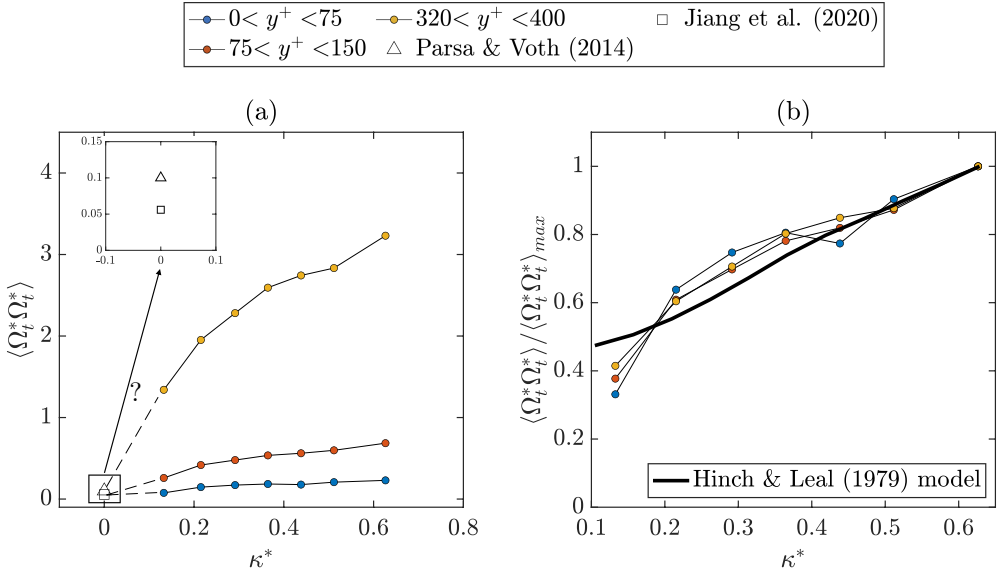 0< y⁺ <75 320< y⁺ <400 Jiang et al. (2020)
75< y⁺ <150 Parsa & Voth (2014)
(a)
4
3
2
1
0
0 0.2 0.4 0.6 0.8
κ*
⟨Ω*ₜΩ*ₜ⟩
0.15
0.1
0.05
0
-0.1 0 0.1
?
(b)
1
0.8
0.6
0.4
0.2
0
0.1 0.2 0.3 0.4 0.5 0.6
κ*
⟨Ω*ₜΩ*ₜ⟩/⟨Ω*ₜΩ*ₜ⟩max
Hinch & Leal (1979) model